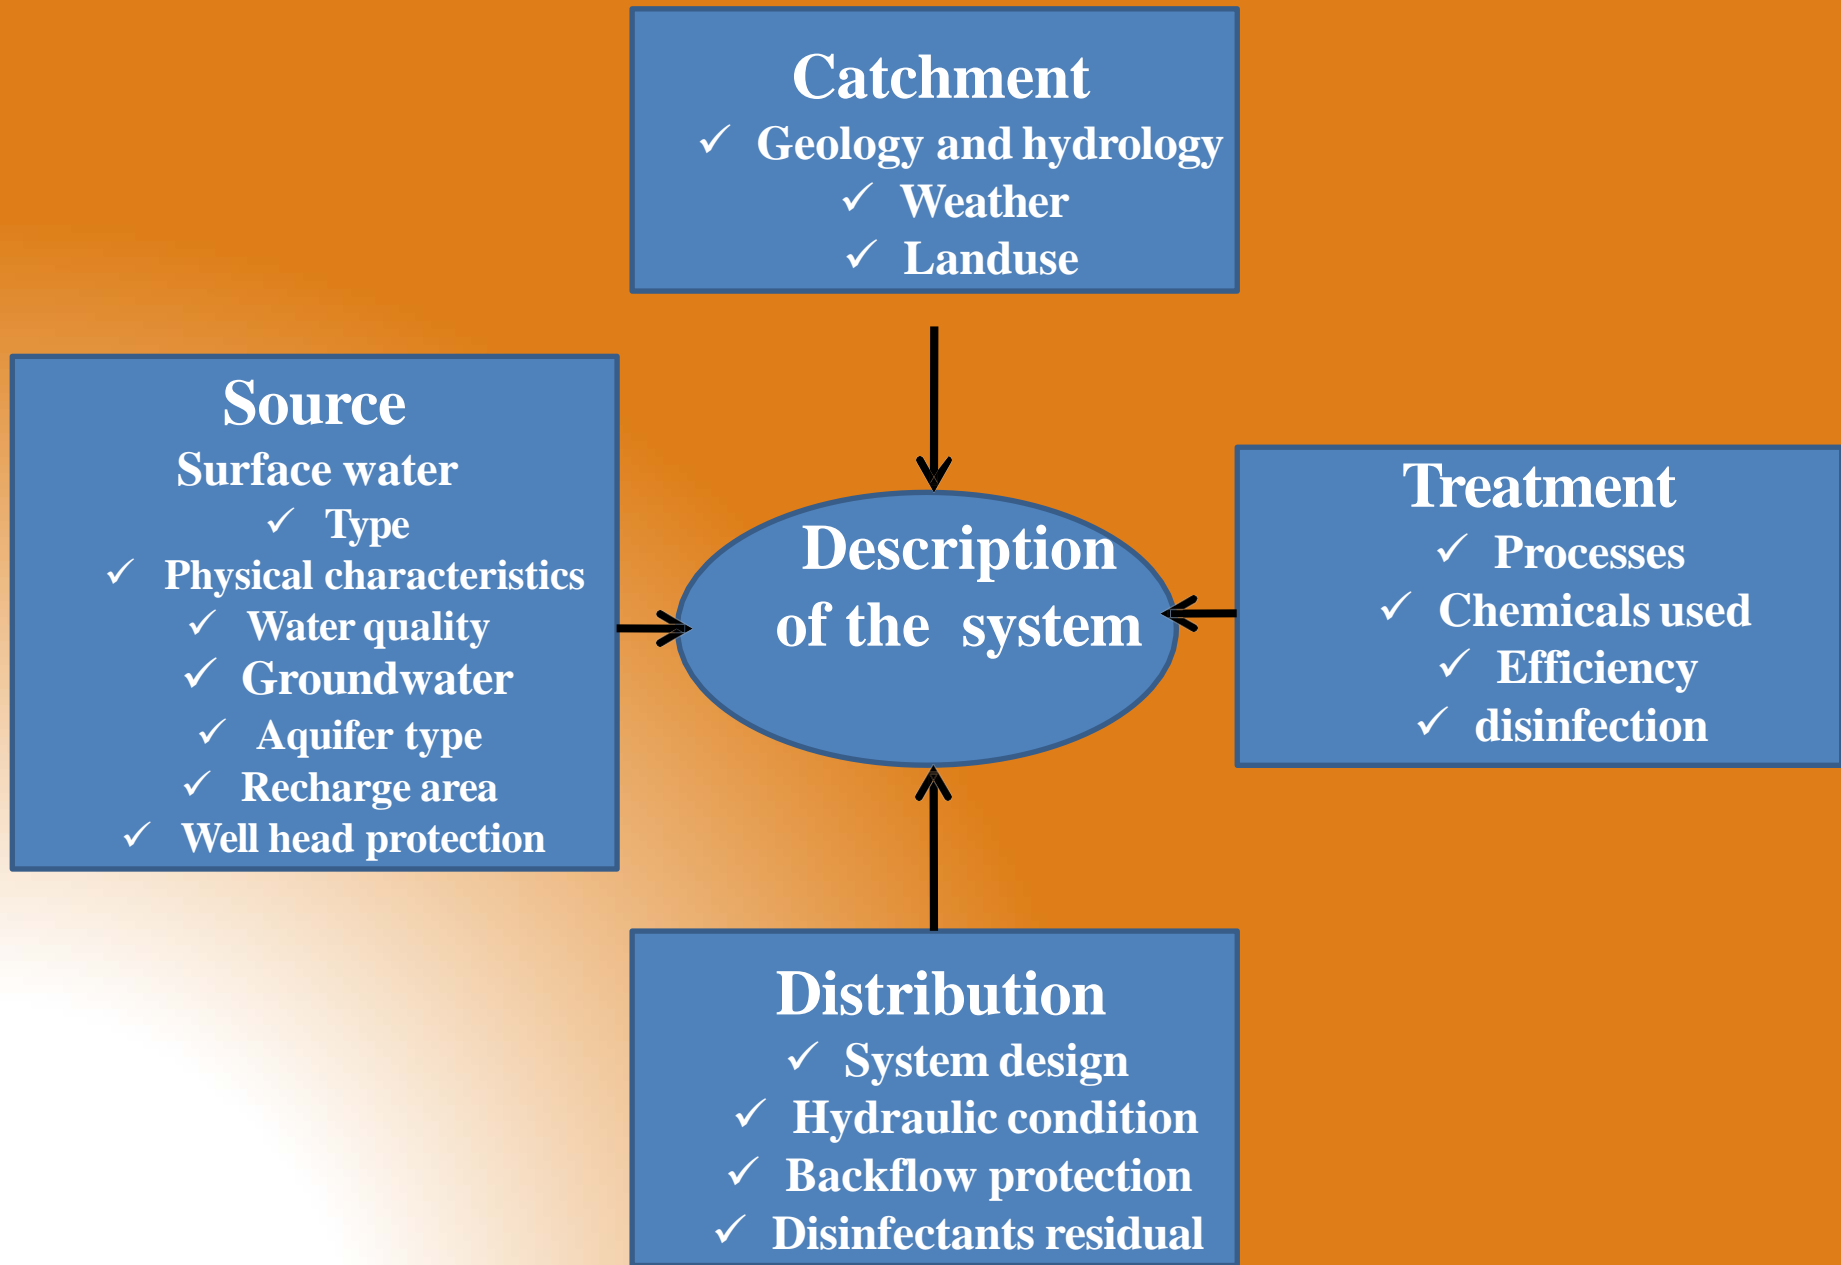 Catchment
✓ Geology and hydrology
✓ Weather
✓ Landuse
Source
Surface water
✓ Type
✓ Physical characteristics
✓ Water quality
✓ Groundwater
✓ Aquifer type
✓ Recharge area
✓ Well head protection
Description
of the system
Treatment
✓ Processes
✓ Chemicals used
✓ Efficiency
✓ disinfection
Distribution
✓ System design
✓ Hydraulic condition
✓ Backflow protection
✓ Disinfectants residual